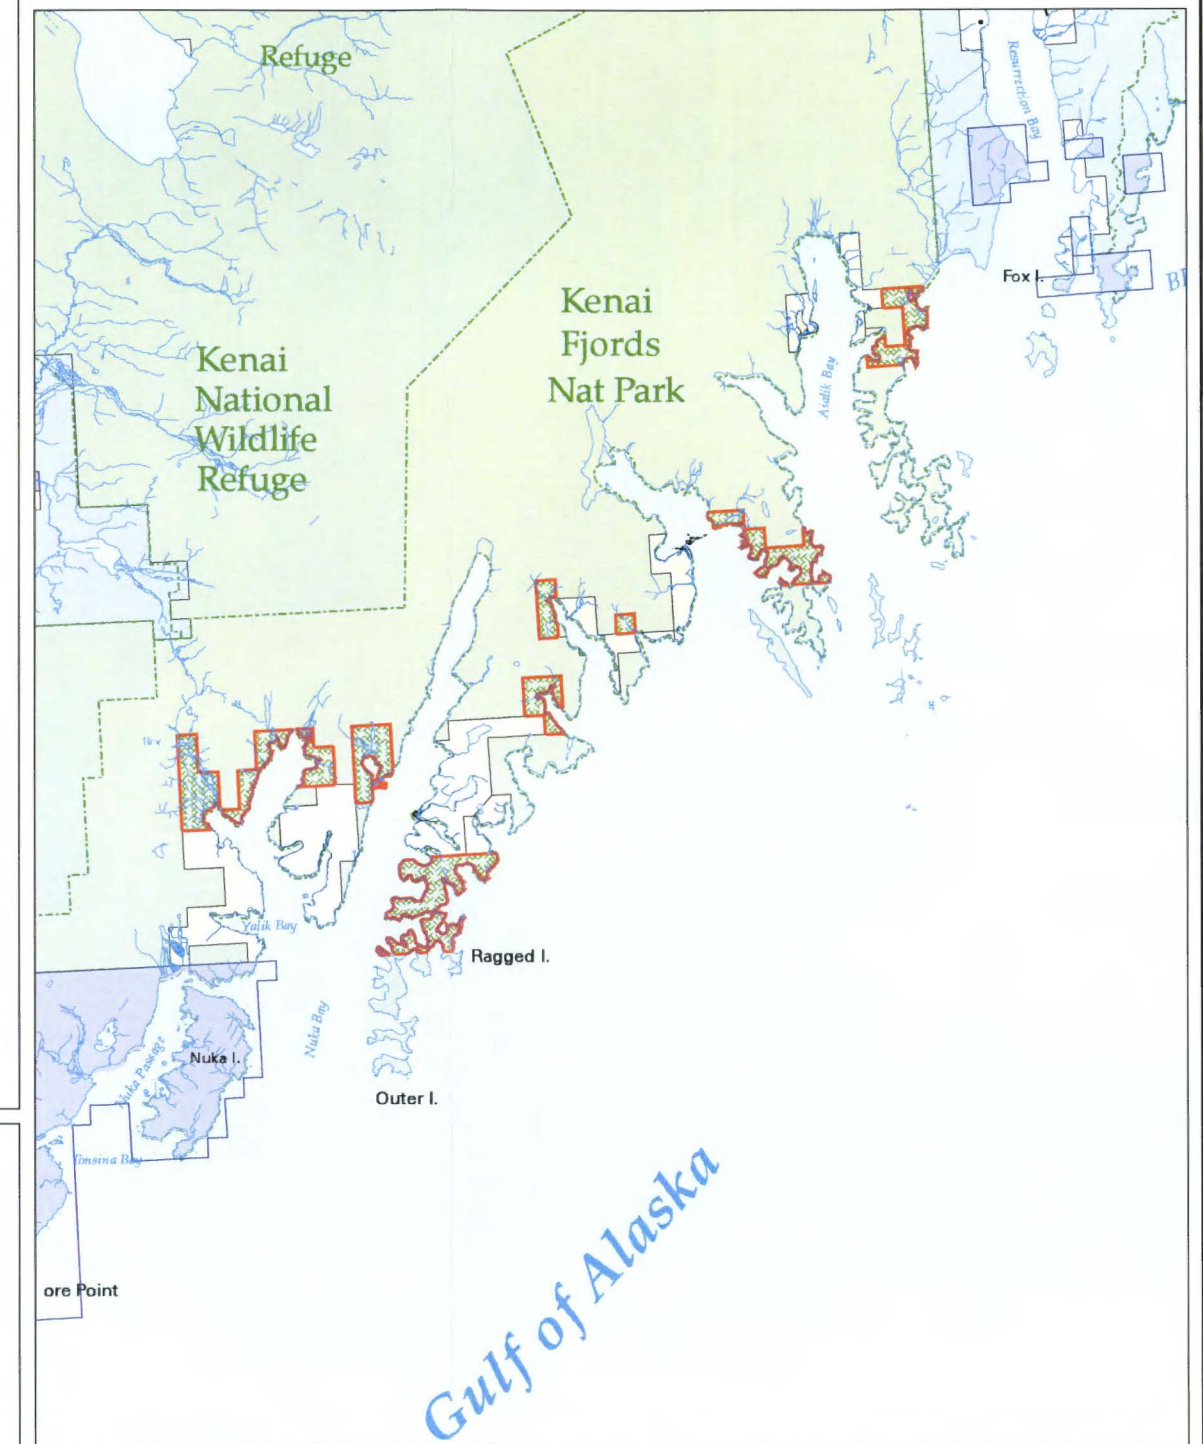 Refuge
Resurrection Bay
Fox I.
Kenai
Fjords
Nat Park
Kenai
National
Wildlife
Refuge
Aialik Bay
Yalik Bay
Ragged I.
Nuka Bay
Nuka I.
Nuka Passage
Outer I.
Tonsina Bay
ore Point
Gulf of Alaska